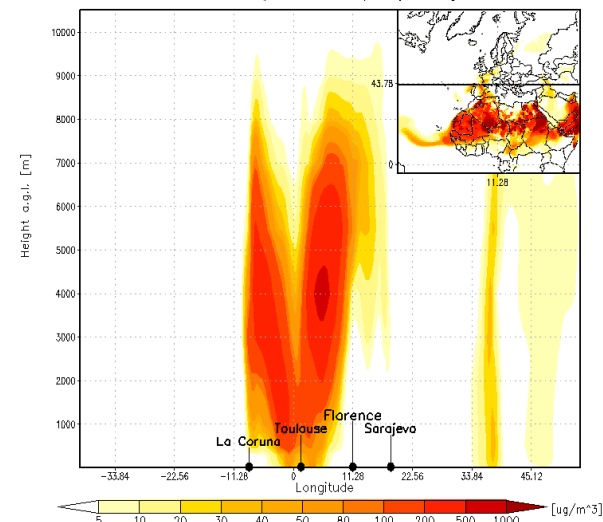 10000
9000
8000
7000
6000
5000
4000
3000
2000
1000
Height a.g.l. [m]
43.78
0
11.28
La Coruna
Toulouse
Florence
Sarajevo
-33.84 -22.56 -11.28 0 11.28 22.56 33.84 45.12
Longitude
5 10 20 30 40 50 80 100 200 500 1000 [ug/m^3]